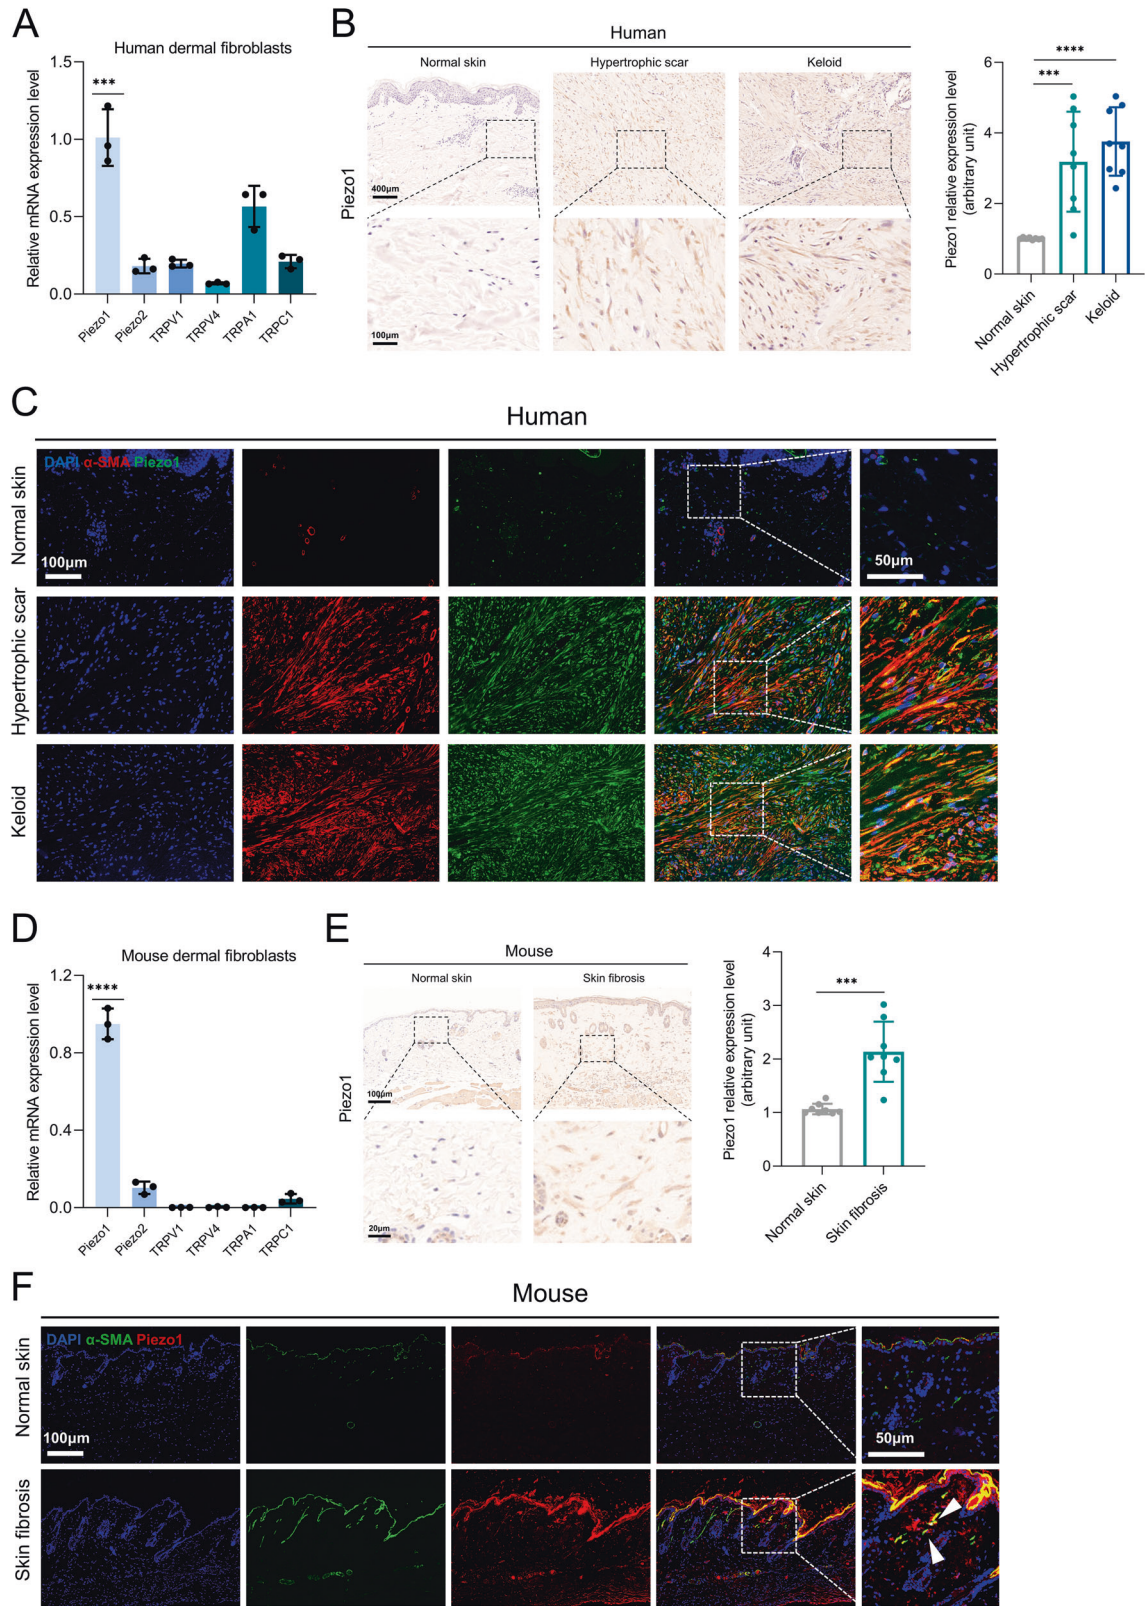 A
Human dermal fibroblasts
Relative mRNA expression level
1.5
1.0
0.5
0.0
***
Piezo1
Piezo2
TRPV1
TRPV4
TRPA1
TRPC1
B
Human
Normal skin
Hypertrophic scar
Keloid
Piezo1
400μm
100μm
Piezo1 relative expression level
(arbitrary unit)
6
4
2
0
****
***
Normal skin
Hypertrophic scar
Keloid
C
Human
Normal skin
DAPI α-SMA Piezo1
100μm
50μm
Hypertrophic scar
Keloid
D
Mouse dermal fibroblasts
Relative mRNA expression level
1.2
0.8
0.4
0.0
****
Piezo1
Piezo2
TRPV1
TRPV4
TRPA1
TRPC1
E
Mouse
Normal skin
Skin fibrosis
Piezo1
100μm
20μm
Piezo1 relative expression level
(arbitrary unit)
4
3
2
1
0
***
Normal skin
Skin fibrosis
F
Mouse
Normal skin
DAPI α-SMA Piezo1
100μm
50μm
Skin fibrosis